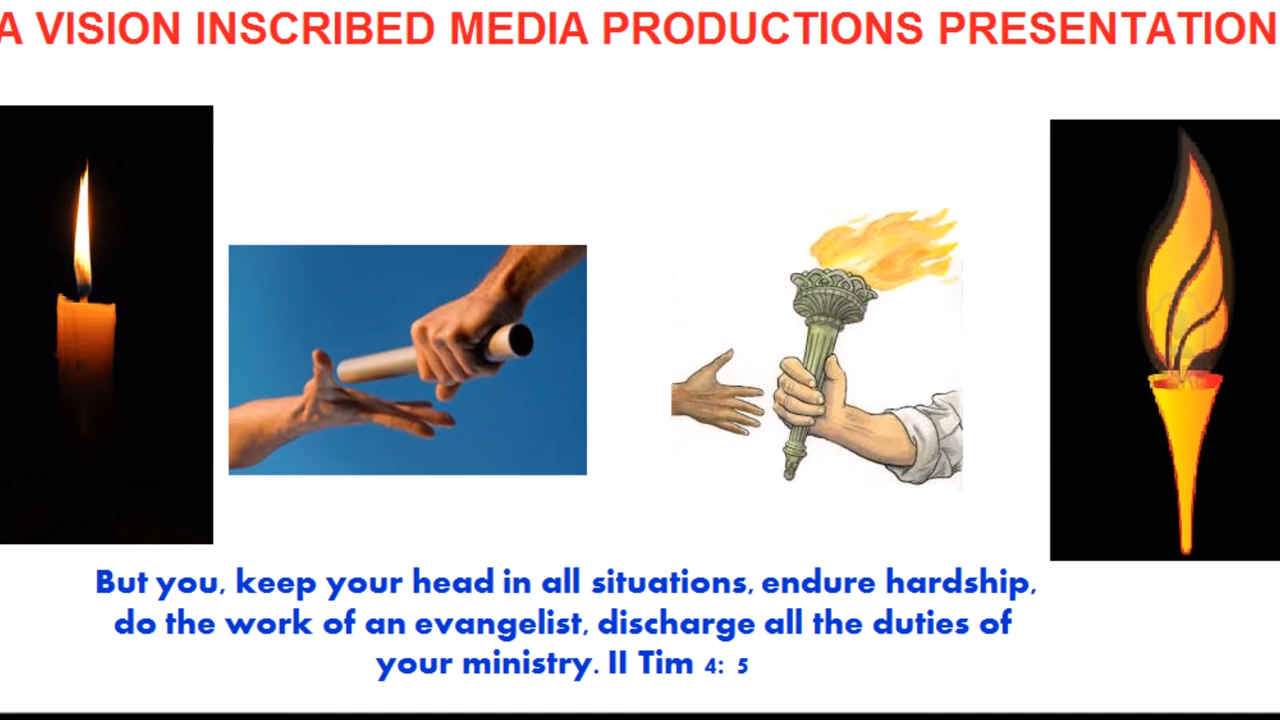 A VISION INSCRIBED MEDIA PRODUCTIONS PRESENTATION
But you, keep your head in all situations, endure hardship,
do the work of an evangelist, discharge all the duties of
your ministry. II Tim 4: 5